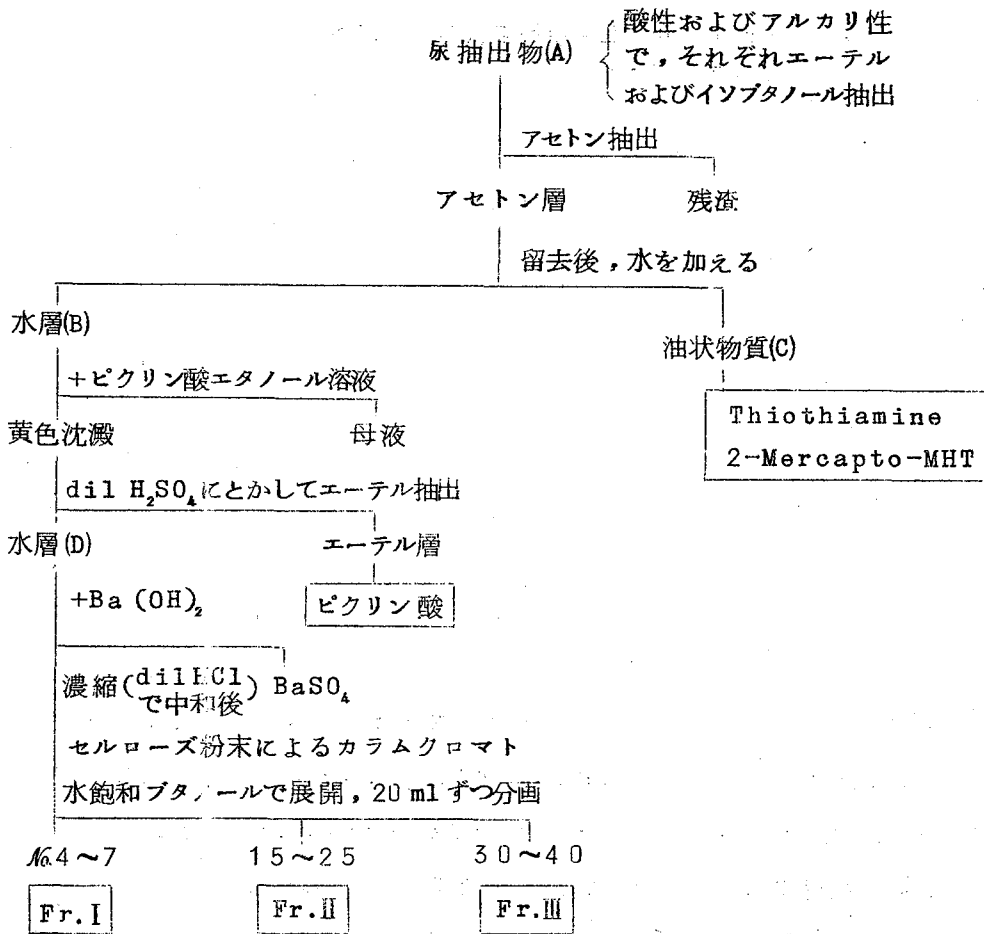 尿抽出物(A)
酸性およびアルカリ性
で，それぞれエーテル
およびイソブタノール抽出
アセトン抽出
アセトン層 残渣
留去後，水を加える
水層(B)
油状物質(C)
+ピクリン酸エタノール溶液
Thiothiamine
2-Mercapto-MHT
黄色沈澱 母液
dil H₂SO₄にとかしてエーテル抽出
水層(D) エーテル層
+Ba(OH)₂
ピクリン酸
濃縮(dil HCl で中和後) BaSO₄
セルローズ粉末によるカラムクロマト
水飽和ブタノールで展開，20 mlずつ分画
№4～7 15～25 30～40
Fr.Ⅰ Fr.Ⅱ Fr.Ⅲ